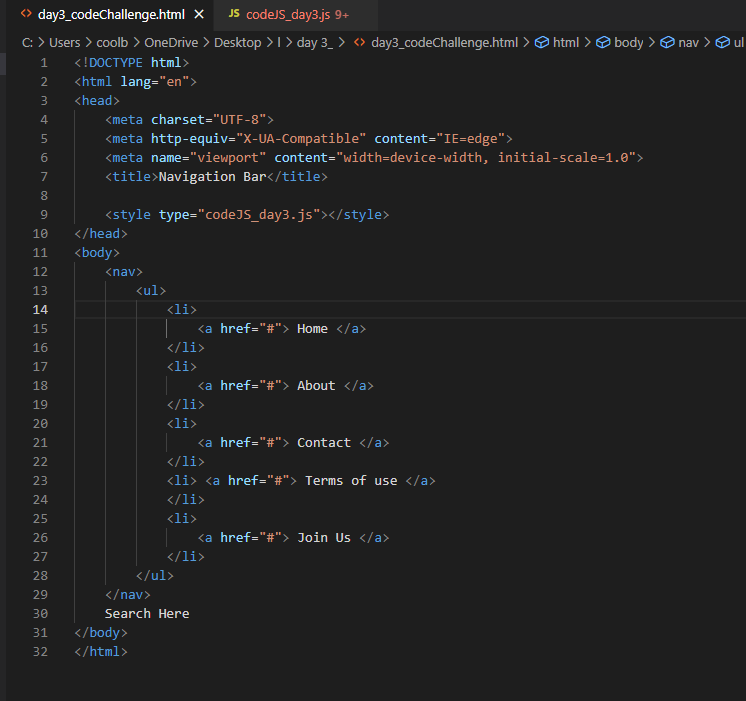 day3_codeChallenge.html × JS codeJS_day3.js 9+
C: > Users > coolb > OneDrive > Desktop > l > day 3_ > day3_codeChallenge.html > html > body > nav > ul
1 <!DOCTYPE html>
2 <html lang="en">
3 <head>
4 <meta charset="UTF-8">
5 <meta http-equiv="X-UA-Compatible" content="IE=edge">
6 <meta name="viewport" content="width=device-width, initial-scale=1.0">
7 <title>Navigation Bar</title>
8
9 <style type="codeJS_day3.js"></style>
10 </head>
11 <body>
12 <nav>
13 <ul>
14 <li>
15 <a href="#"> Home </a>
16 </li>
17 <li>
18 <a href="#"> About </a>
19 </li>
20 <li>
21 <a href="#"> Contact </a>
22 </li>
23 <li> <a href="#"> Terms of use </a>
24 </li>
25 <li>
26 <a href="#"> Join Us </a>
27 </li>
28 </ul>
29 </nav>
30 Search Here
31 </body>
32 </html>